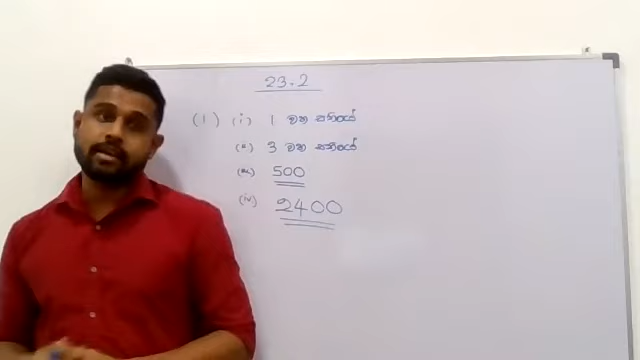 23.2
(1) (i) 1 වන සතියේ
(ii) 3 වන සතියේ
(iii) 500
(iv) 2400